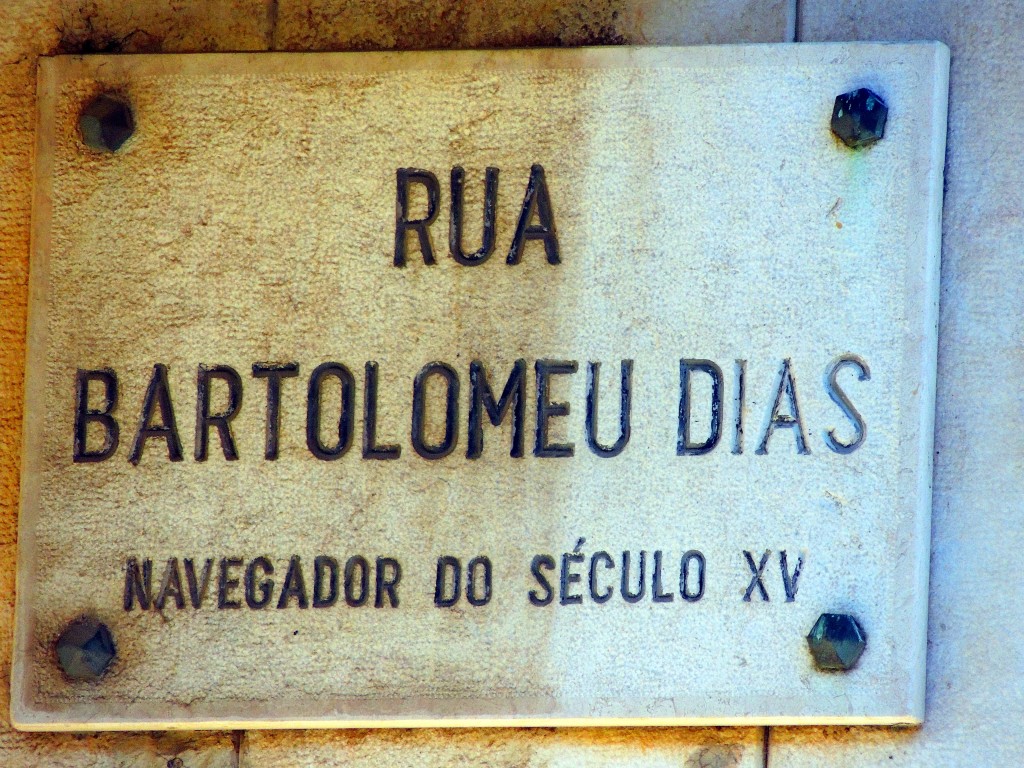 RUA
BARTOLOMEU DIAS
NAVEGADOR DO SÉCULO XV